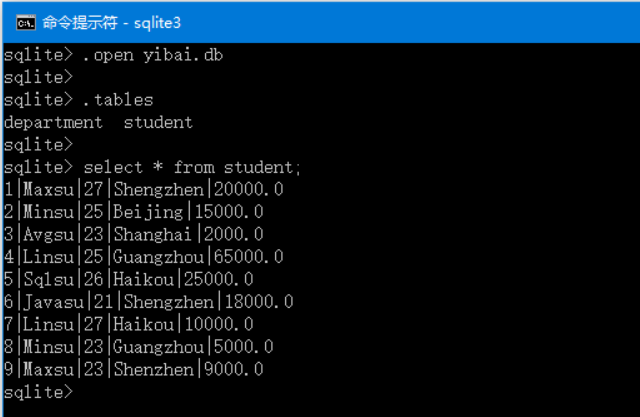 命令提示符 - sqlite3
sqlite> .open yibai.db
sqlite>
sqlite> .tables
department  student
sqlite>
sqlite> select * from student;
1|Maxsu|27|Shengzhen|20000.0
2|Minsu|25|Beijing|15000.0
3|Avgsu|23|Shanghai|2000.0
4|Linsu|25|Guangzhou|65000.0
5|Sqlsu|26|Haikou|25000.0
6|Javasu|21|Shengzhen|18000.0
7|Linsu|27|Haikou|10000.0
8|Minsu|23|Guangzhou|5000.0
9|Maxsu|23|Shenzhen|9000.0
sqlite>